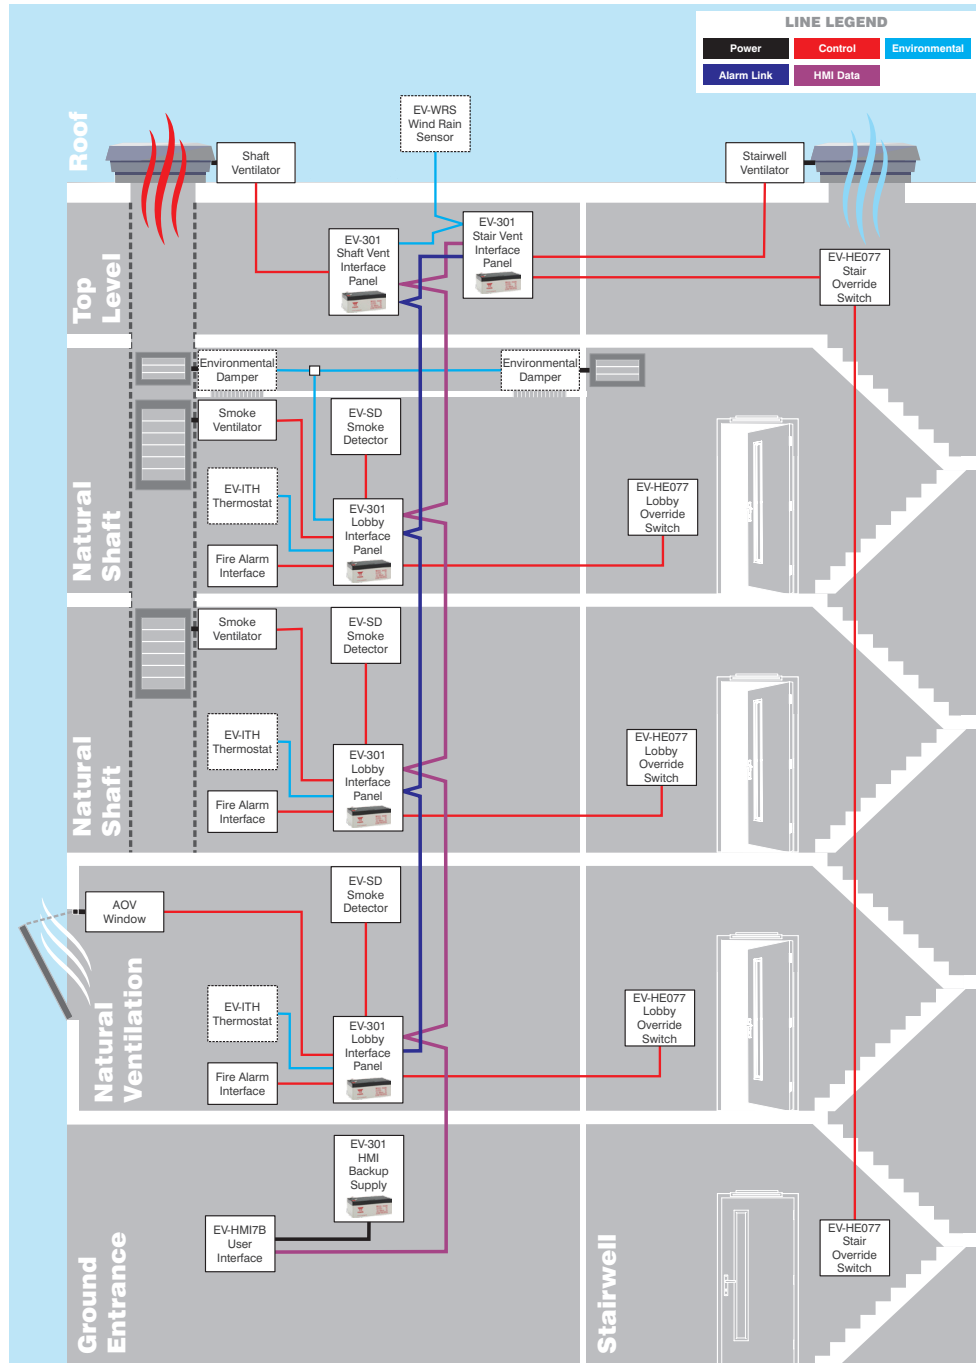 LINE LEGEND
Power
Control
Environmental
Alarm Link
HMI Data
Roof
EV-WRS
Wind Rain
Sensor
Shaft
Ventilator
Stairwell
Ventilator
Top
Level
EV-301
Shaft Vent
Interface
Panel
EV-301
Stair Vent
Interface
Panel
EV-HE077
Stair
Override
Switch
Natural
Shaft
Environmental
Damper
Environmental
Damper
Smoke
Ventilator
EV-SD
Smoke
Detector
EV-ITH
Thermostat
EV-301
Lobby
Interface
Panel
EV-HE077
Lobby
Override
Switch
Fire Alarm
Interface
Natural
Shaft
Smoke
Ventilator
EV-SD
Smoke
Detector
EV-ITH
Thermostat
EV-301
Lobby
Interface
Panel
EV-HE077
Lobby
Override
Switch
Fire Alarm
Interface
Natural
Ventilation
AOV
Window
EV-SD
Smoke
Detector
EV-ITH
Thermostat
EV-301
Lobby
Interface
Panel
EV-HE077
Lobby
Override
Switch
Fire Alarm
Interface
Ground
Entrance
EV-301
HMI
Backup
Supply
EV-HMI7B
User
Interface
Stairwell
EV-HE077
Stair
Override
Switch